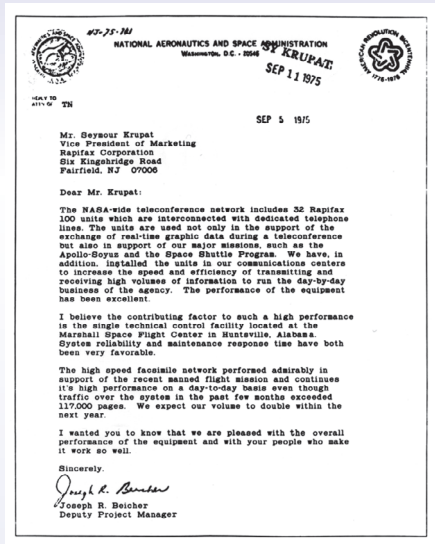 NJ-75-181
NATIONAL AERONAUTICS AND SPACE ADMINISTRATION
WASHINGTON, D.C. 20546
AMERICAN REVOLUTION BICENTENNIAL
1776-1976
SY KRUPAT
SEP 11 1975
REPLY TO
ATTN OF TN
SEP 5 1975
Mr. Seymour Krupat
Vice President of Marketing
Rapifax Corporation
Six Kingsbridge Road
Fairfield, NJ 07006
Dear Mr. Krupat:
The NASA-wide teleconference network includes 32 Rapifax
100 units which are interconnected with dedicated telephone
lines. The units are used not only in the support of the
exchange of real-time graphic data during a teleconference
but also in support of our major missions, such as the
Apollo-Soyuz and the Space Shuttle Program. We have, in
addition, installed the units in our communications centers
to increase the speed and efficiency of transmitting and
receiving high volumes of information to run the day-by-day
business of the agency. The performance of the equipment
has been excellent.
I believe the contributing factor to such a high performance
is the single technical control facility located at the
Marshall Space Flight Center in Huntsville, Alabama.
System reliability and maintenance response time have both
been very favorable.
The high speed facsimile network performed admirably in
support of the recent manned flight mission and continues
it's high performance on a day-to-day basis even though
traffic over the system in the past few months exceeded
117,000 pages. We expect our volume to double within the
next year.
I wanted you to know that we are pleased with the overall
performance of the equipment and with your people who make
it work so well.
Sincerely,
Joseph R. Beicher
Joseph R. Beicher
Deputy Project Manager